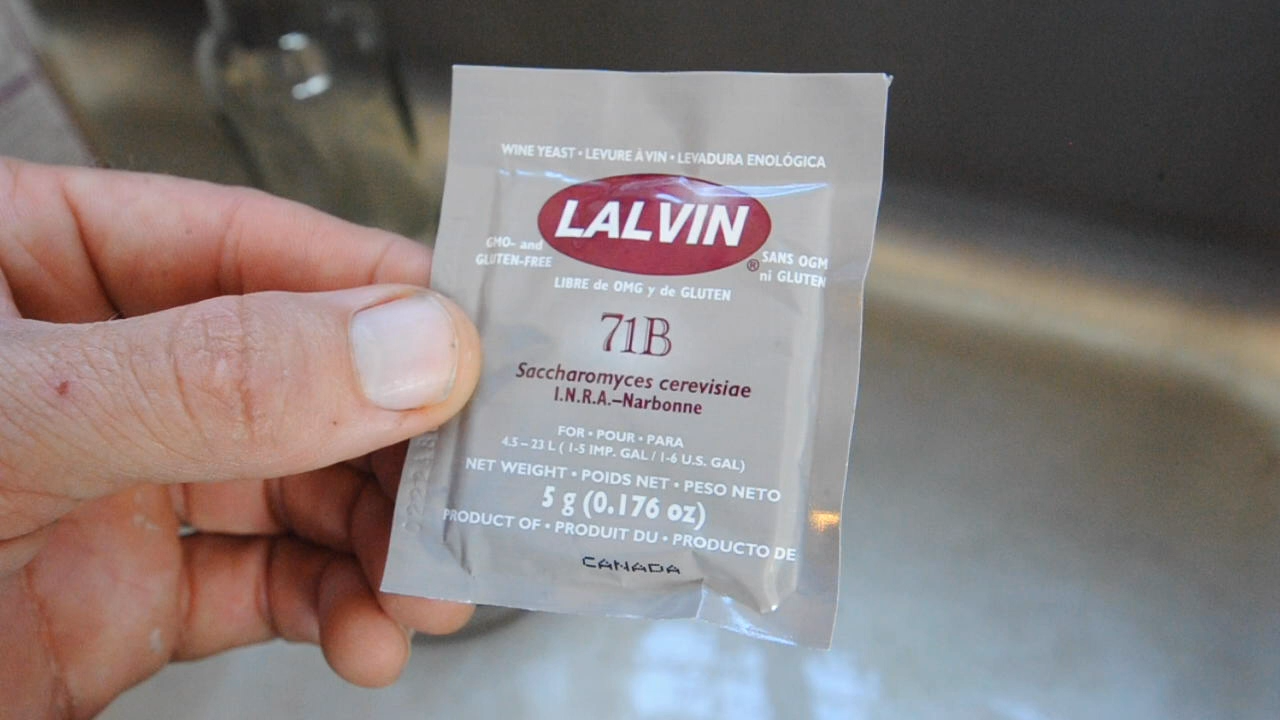 WINE YEAST • LEVURE À VIN • LEVADURA ENOLÓGICA
LALVIN
®
GMO- and
GLUTEN-FREE
SANS OGM
ni GLUTEN
LIBRE de OMG y de GLUTEN
71B
Saccharomyces cerevisiae
I.N.R.A.–Narbonne
FOR • POUR • PARA
4.5 – 23 L ( 1-5 IMP. GAL / 1-6 U.S. GAL)
NET WEIGHT • POIDS NET • PESO NETO
5 g (0.176 oz)
PRODUCT OF • PRODUIT DU • PRODUCTO DE
CANADA